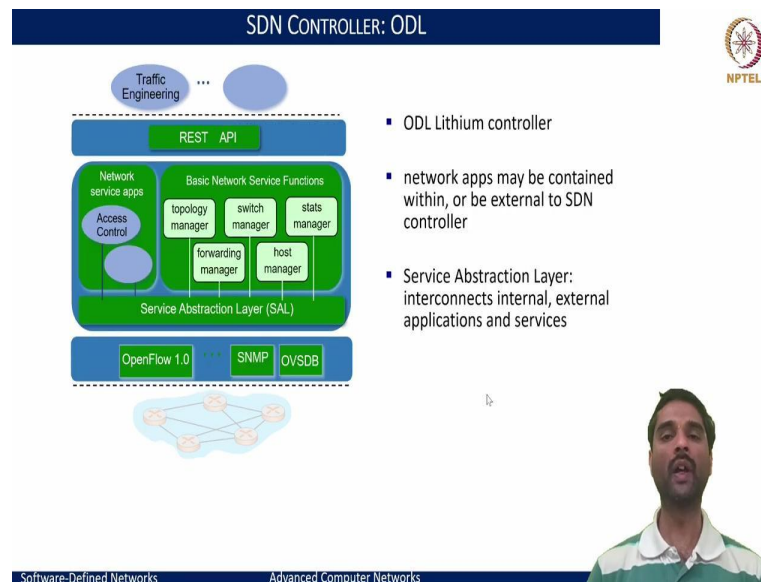 SDN CONTROLLER: ODL
NPTEL
Traffic
Engineering
...
REST API
Network
service apps
Access
Control
Basic Network Service Functions
topology
manager
switch
manager
stats
manager
forwarding
manager
host
manager
Service Abstraction Layer (SAL)
OpenFlow 1.0
...
SNMP
OVSDB
▪ ODL Lithium controller
▪ network apps may be contained
within, or be external to SDN
controller
▪ Service Abstraction Layer:
interconnects internal, external
applications and services
Software-Defined Networks
Advanced Computer Networks